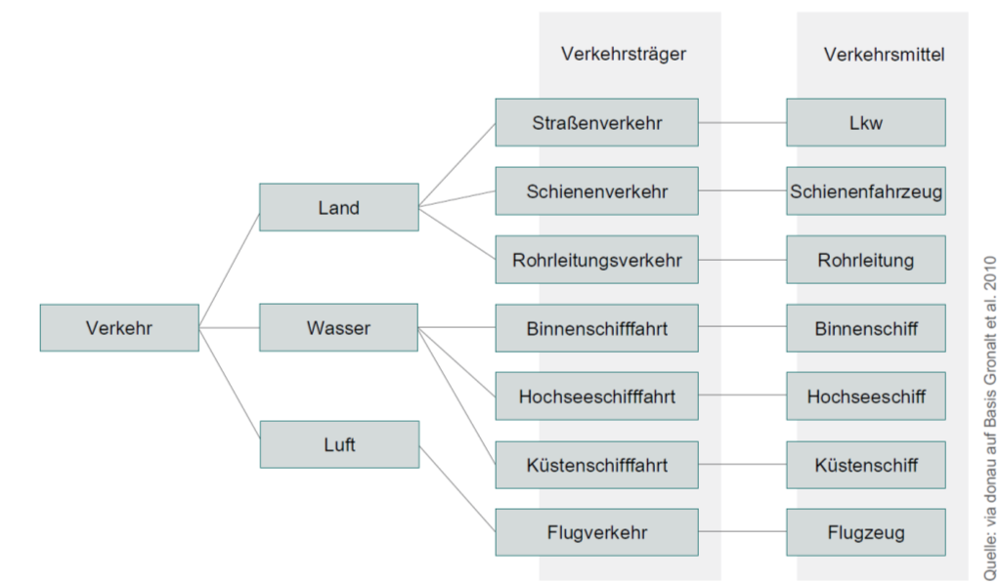 Verkehrsträger
Verkehrsmittel
Straßenverkehr
Lkw
Schienenverkehr
Schienenfahrzeug
Land
Rohrleitungsverkehr
Rohrleitung
Verkehr
Wasser
Binnenschifffahrt
Binnenschiff
Hochseeschifffahrt
Hochseeschiff
Luft
Küstenschifffahrt
Küstenschiff
Flugverkehr
Flugzeug
Quelle: via donau auf Basis Gronalt et al. 2010